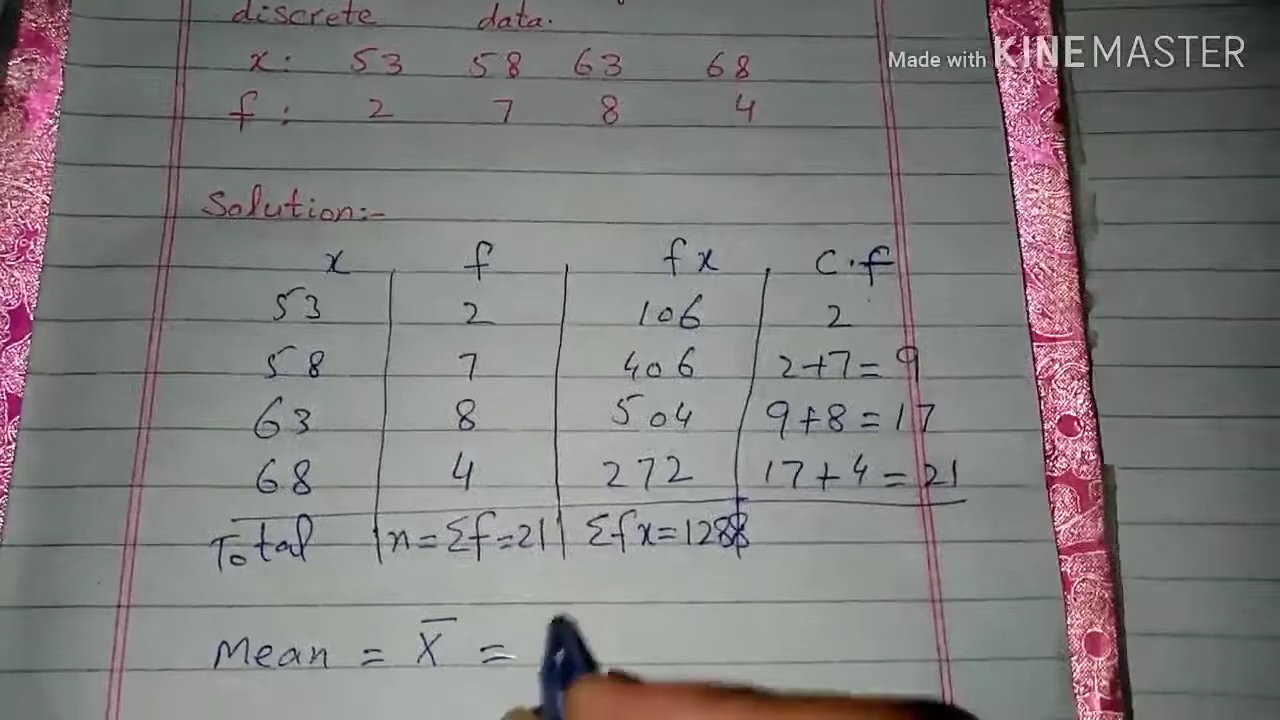 discrete data.
Made with KINEMASTER
x: 53 58 63 68
f: 2 7 8 4
Solution:-
x f fx c.f
53 2 106 2
58 7 406 2+7=9
63 8 504 9+8=17
68 4 272 17+4=21
Total n=Σf=21 Σfx=1288
Mean = X̅ =